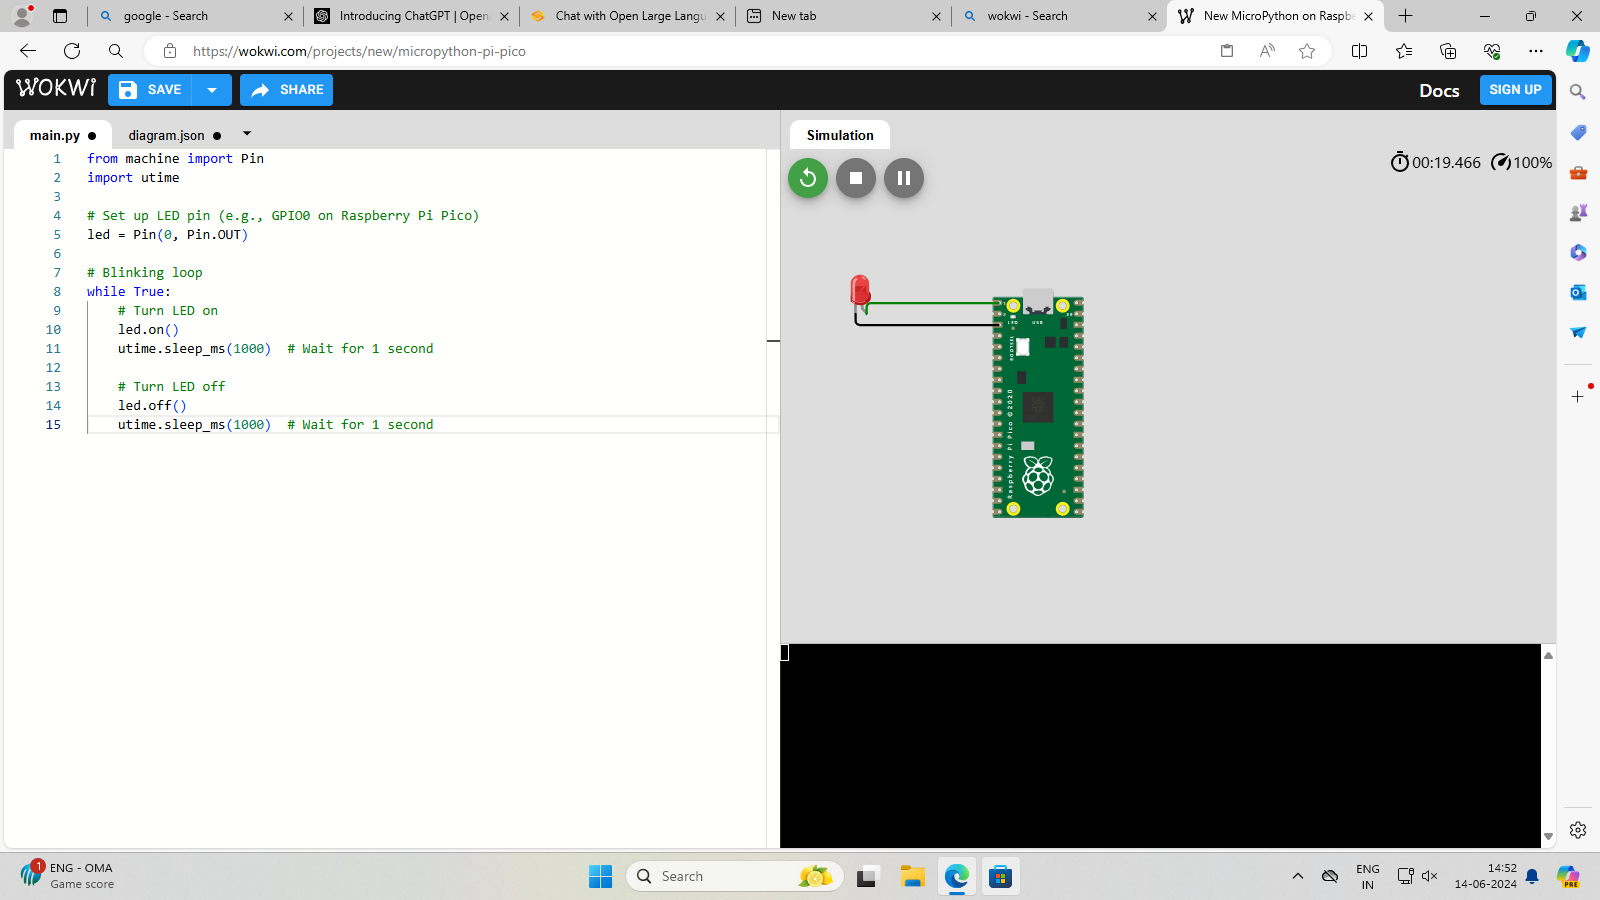 google - Search
Introducing ChatGPT | Open
Chat with Open Large Langu
New tab
wokwi - Search
New MicroPython on Raspb
https://wokwi.com/projects/new/micropython-pi-pico
WOKWi
SAVE
SHARE
Docs
SIGN UP
main.py
diagram.json
Simulation
00:19.466
100%
1 from machine import Pin
2 import utime
3
4 # Set up LED pin (e.g., GPIO0 on Raspberry Pi Pico)
5 led = Pin(0, Pin.OUT)
6
7 # Blinking loop
8 while True:
9 # Turn LED on
10 led.on()
11 utime.sleep_ms(1000) # Wait for 1 second
12
13 # Turn LED off
14 led.off()
15 utime.sleep_ms(1000) # Wait for 1 second
LED
USB
BOOTSEL
Raspberry Pi Pico ©2020
1
ENG - OMA
Game score
Search
ENG
IN
14:52
14-06-2024
PRE